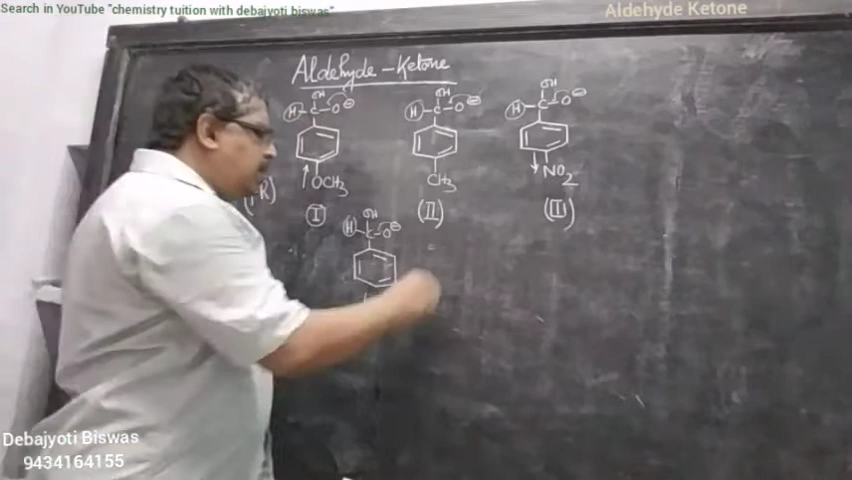 Search in YouTube "chemistry tuition with debajyoti biswas"
Aldehyde Ketone
Aldehyde-Ketone
OH OH OH
H-C-O⊖ H-C-O⊖ H-C-O⊖
OCH3 CH3 NO2
(I) (II) (III)
OH
H-C-O⊖
Debajyoti Biswas
9434164155